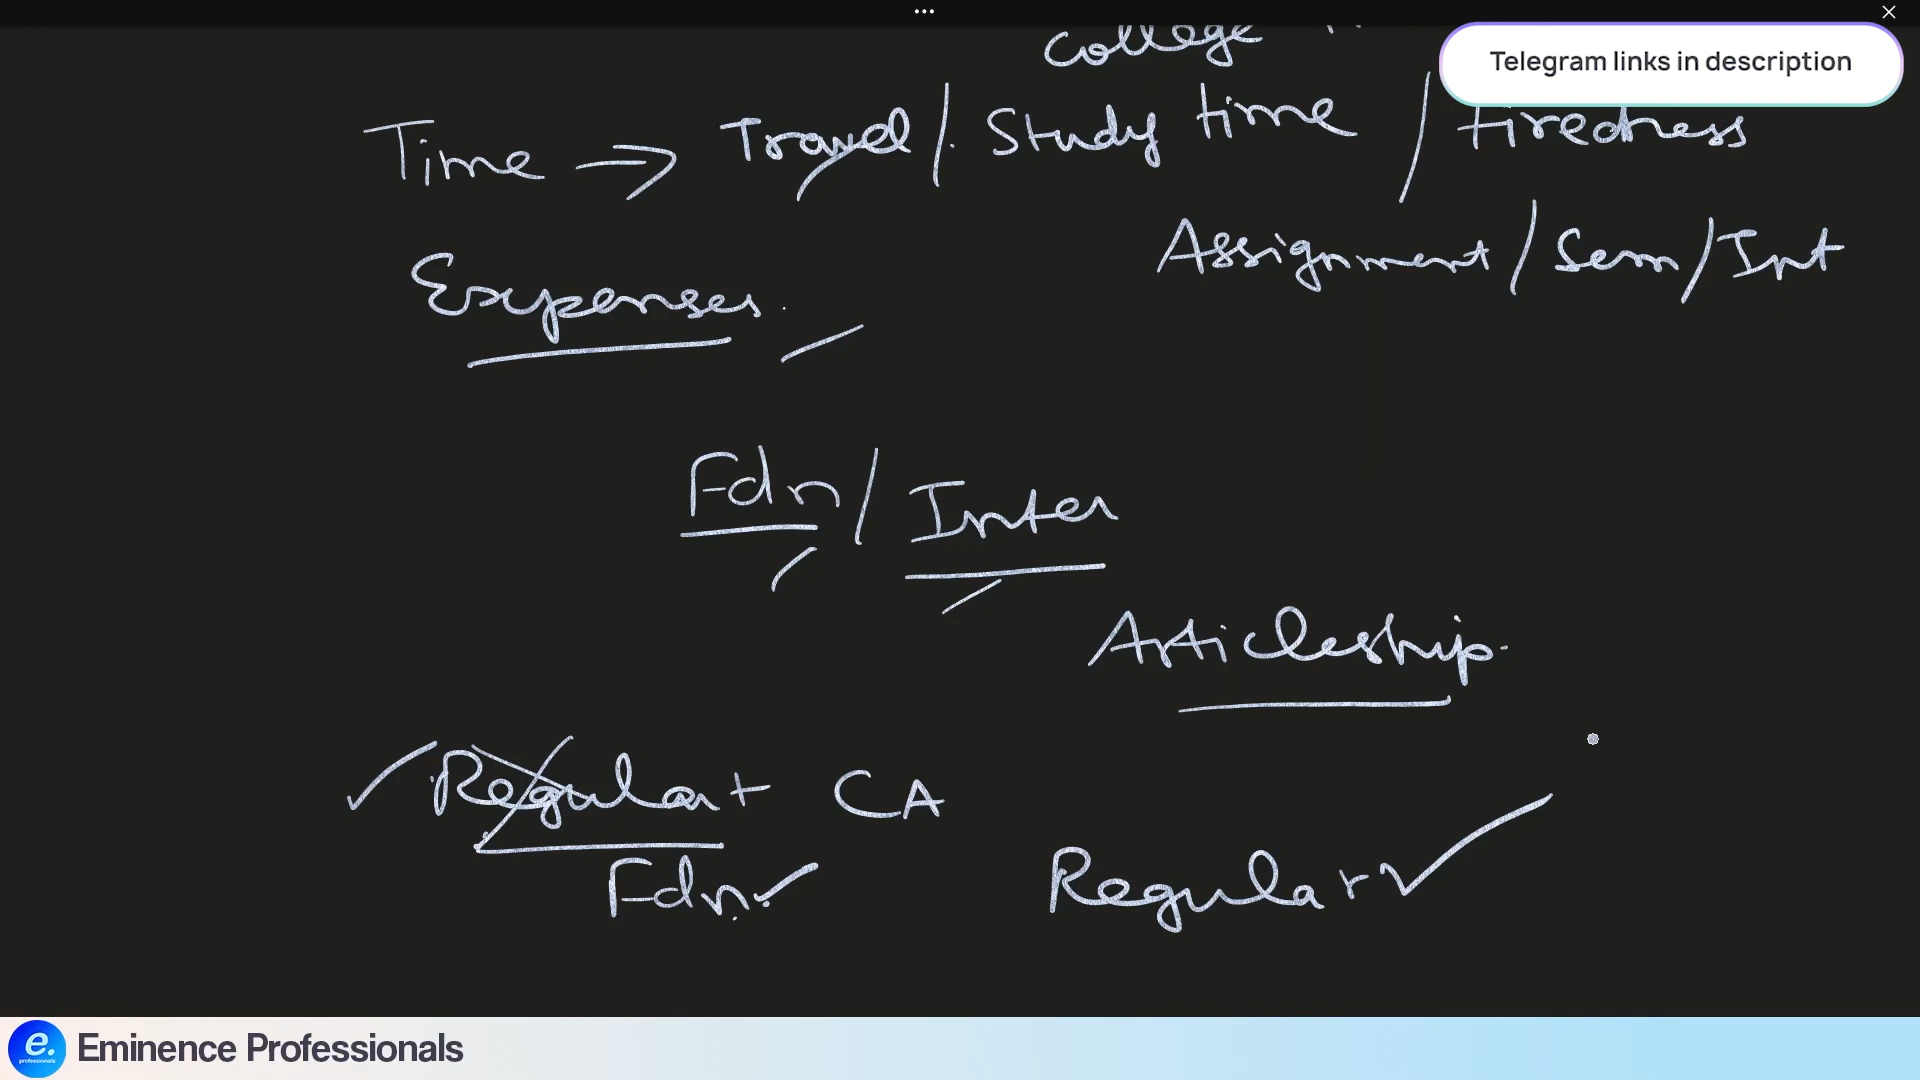 College
Telegram links in description
Time → Travel / Study time / tiredness
Assignment / Sem / Int
Expenses
Fdn / Inter
Articleship
Regular + CA
Fdn
Regular
e.
professionals
Eminence Professionals